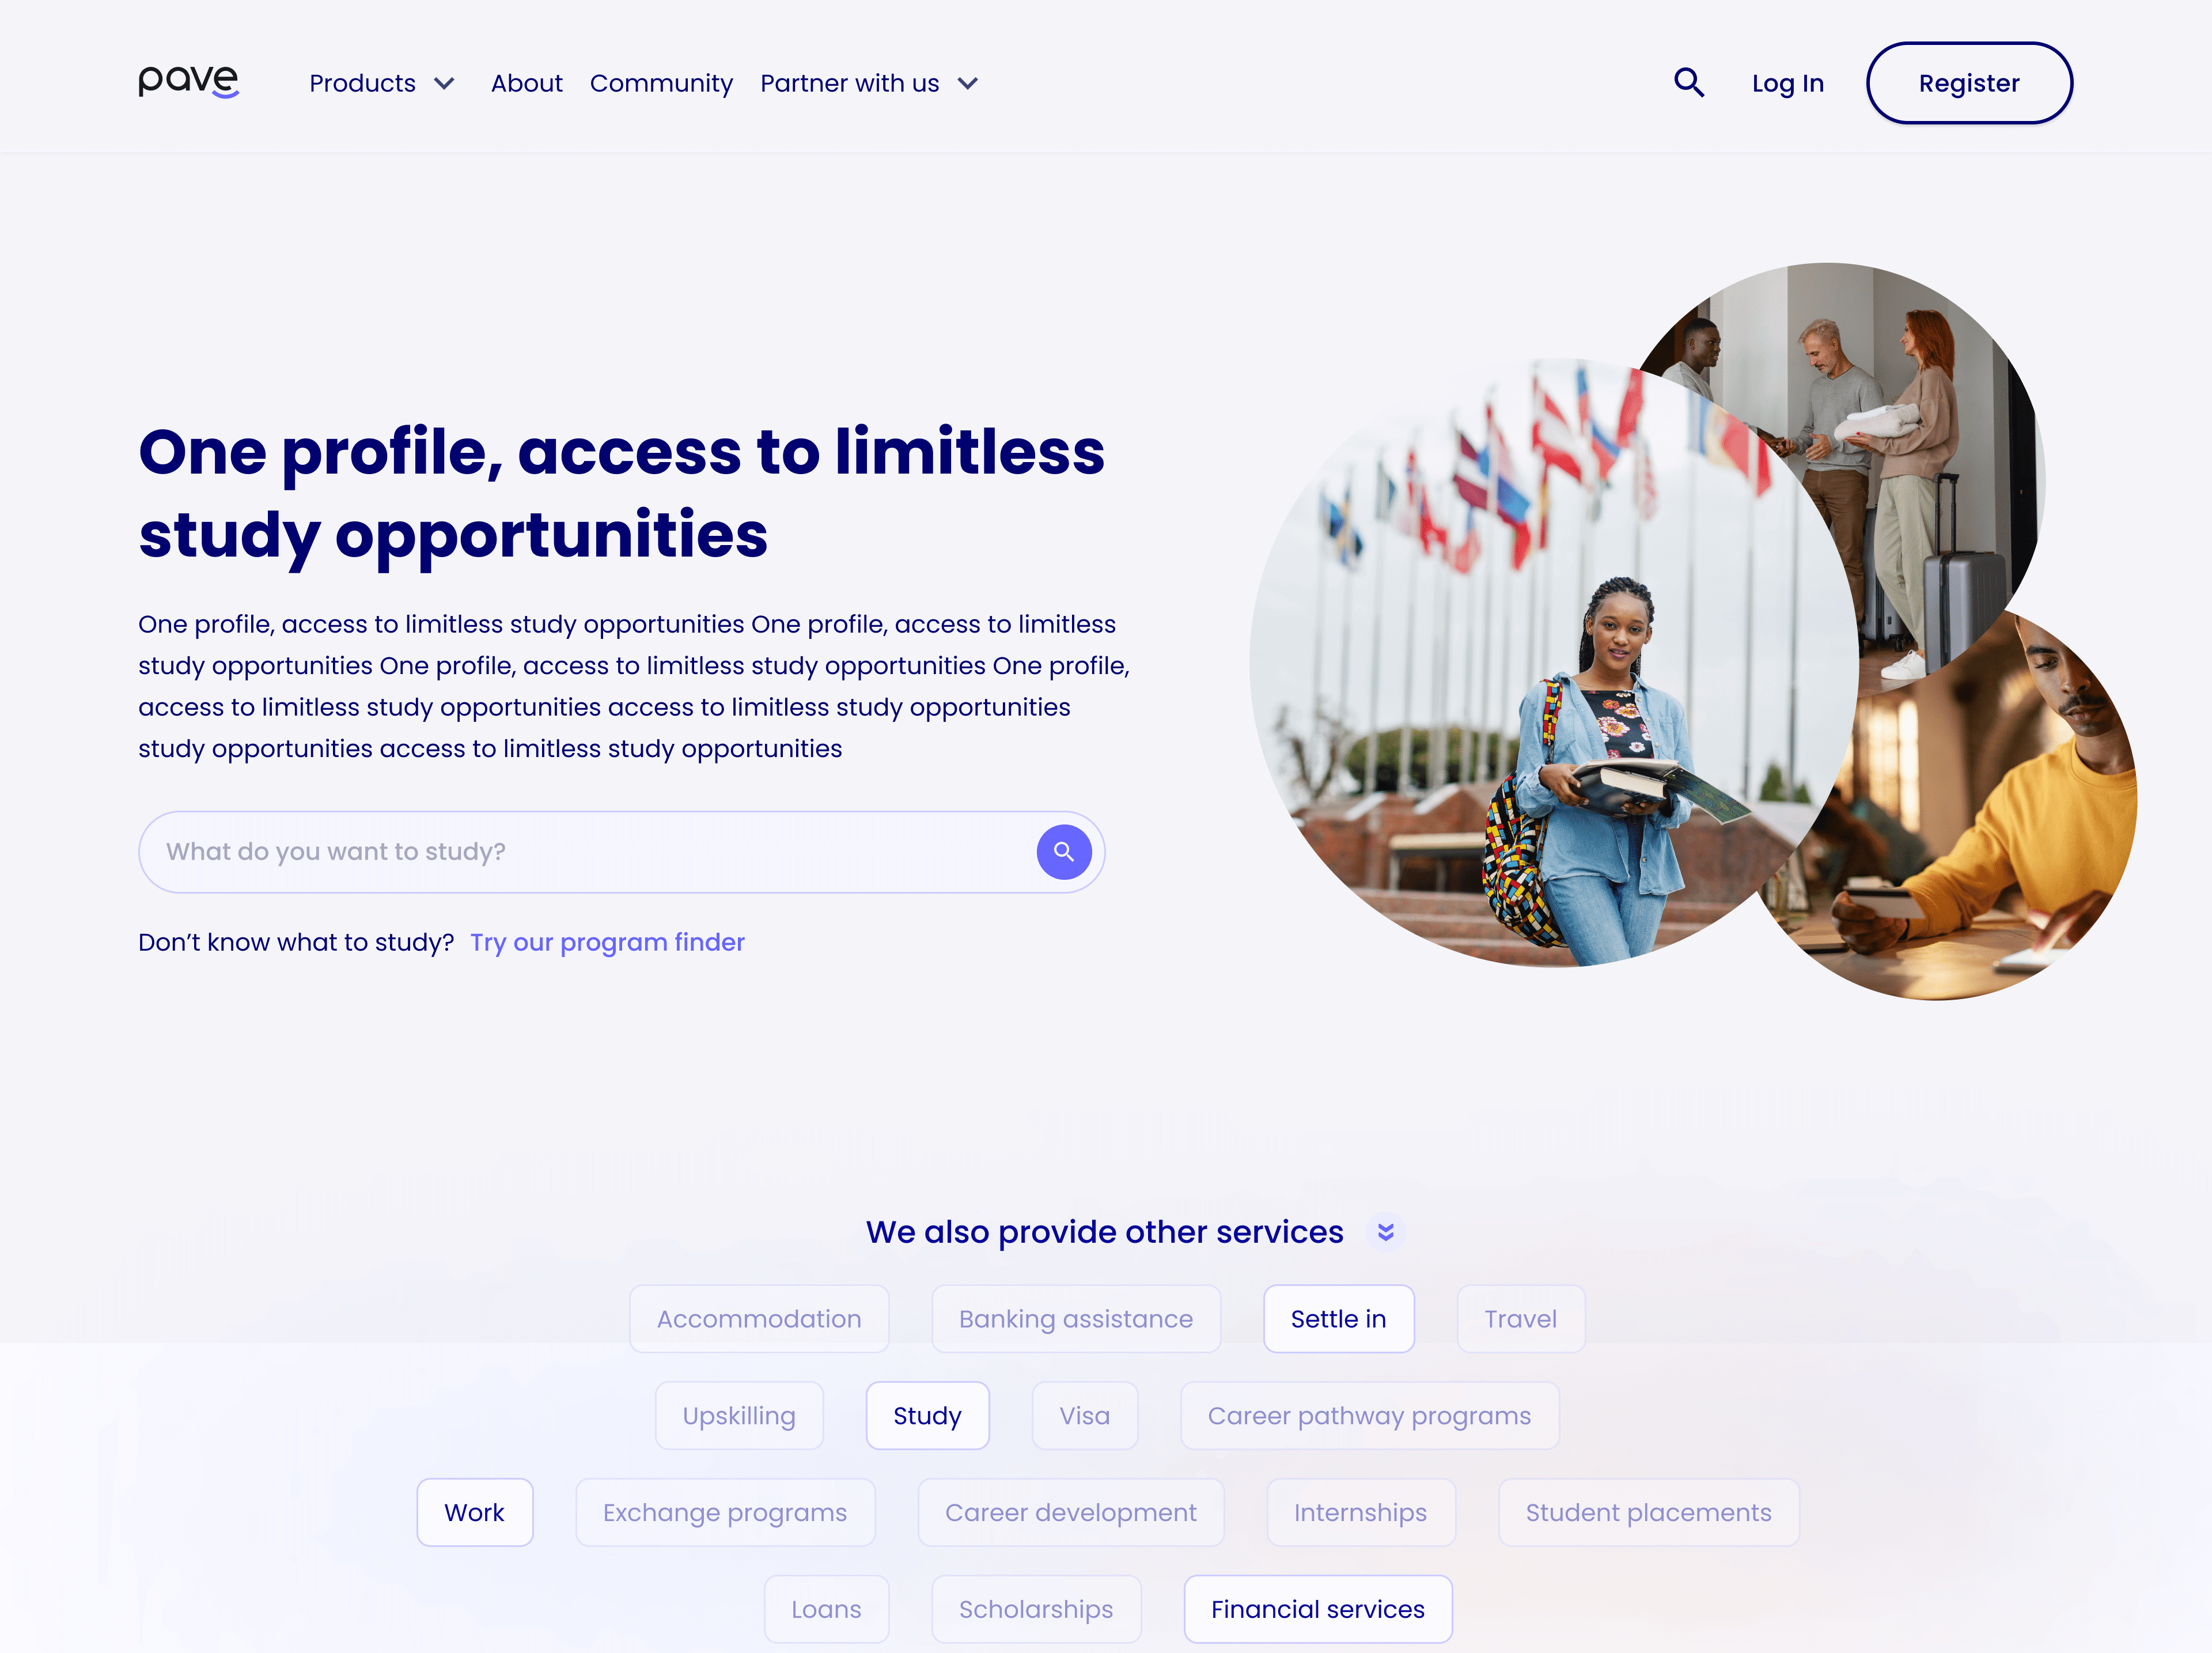 pave Products About Community Partner with us Log In Register
One profile, access to limitless
study opportunities
One profile, access to limitless study opportunities One profile, access to limitless
study opportunities One profile, access to limitless study opportunities One profile,
access to limitless study opportunities access to limitless study opportunities
study opportunities access to limitless study opportunities
What do you want to study?
Don’t know what to study? Try our program finder
We also provide other services
Accommodation Banking assistance Settle in Travel
Upskilling Study Visa Career pathway programs
Work Exchange programs Career development Internships Student placements
Loans Scholarships Financial services